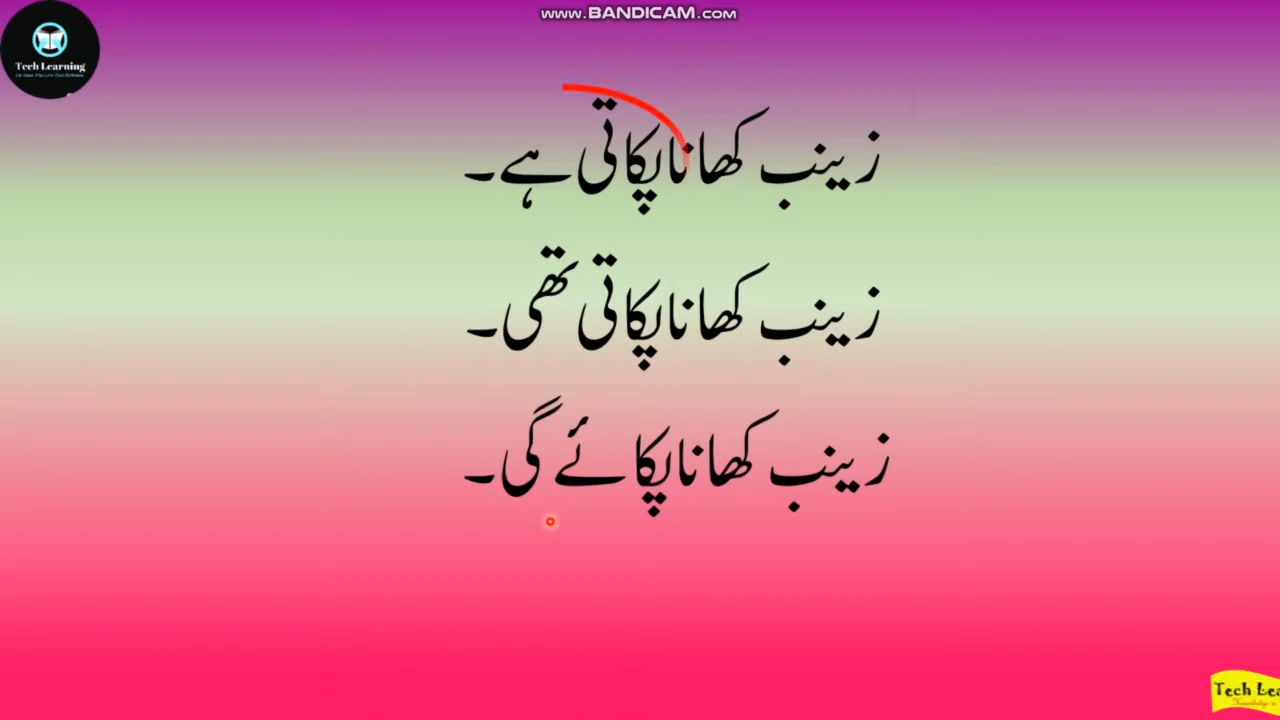 www.BANDICAM.com
Tech Learning
زینب کھانا پکاتی ہے۔
زینب کھانا پکاتی تھی۔
زینب کھانا پکائے گی۔
Tech Lea